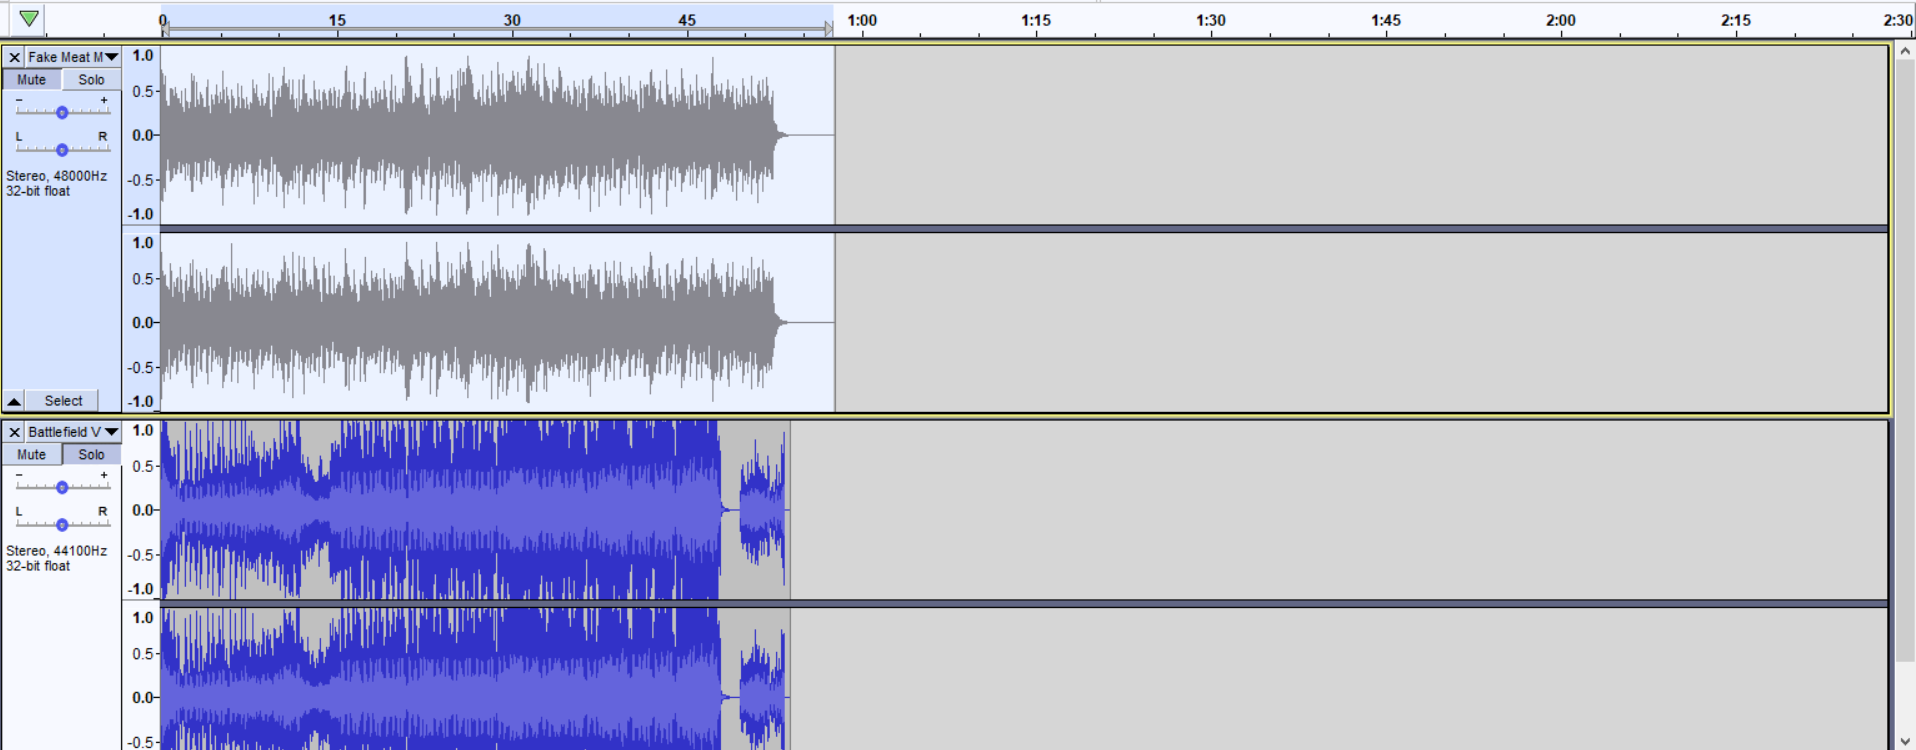 0 15 30 45 1:00 1:15 1:30 1:45 2:00 2:15 2:30
Fake Meat M
Mute Solo
- +
L R
Stereo, 48000Hz
32-bit float
Select
1.0
0.5
0.0
-0.5
-1.0
1.0
0.5
0.0
-0.5
-1.0
Battlefield V
Mute Solo
- +
L R
Stereo, 44100Hz
32-bit float
1.0
0.5
0.0
-0.5
-1.0
1.0
0.5
0.0
-0.5